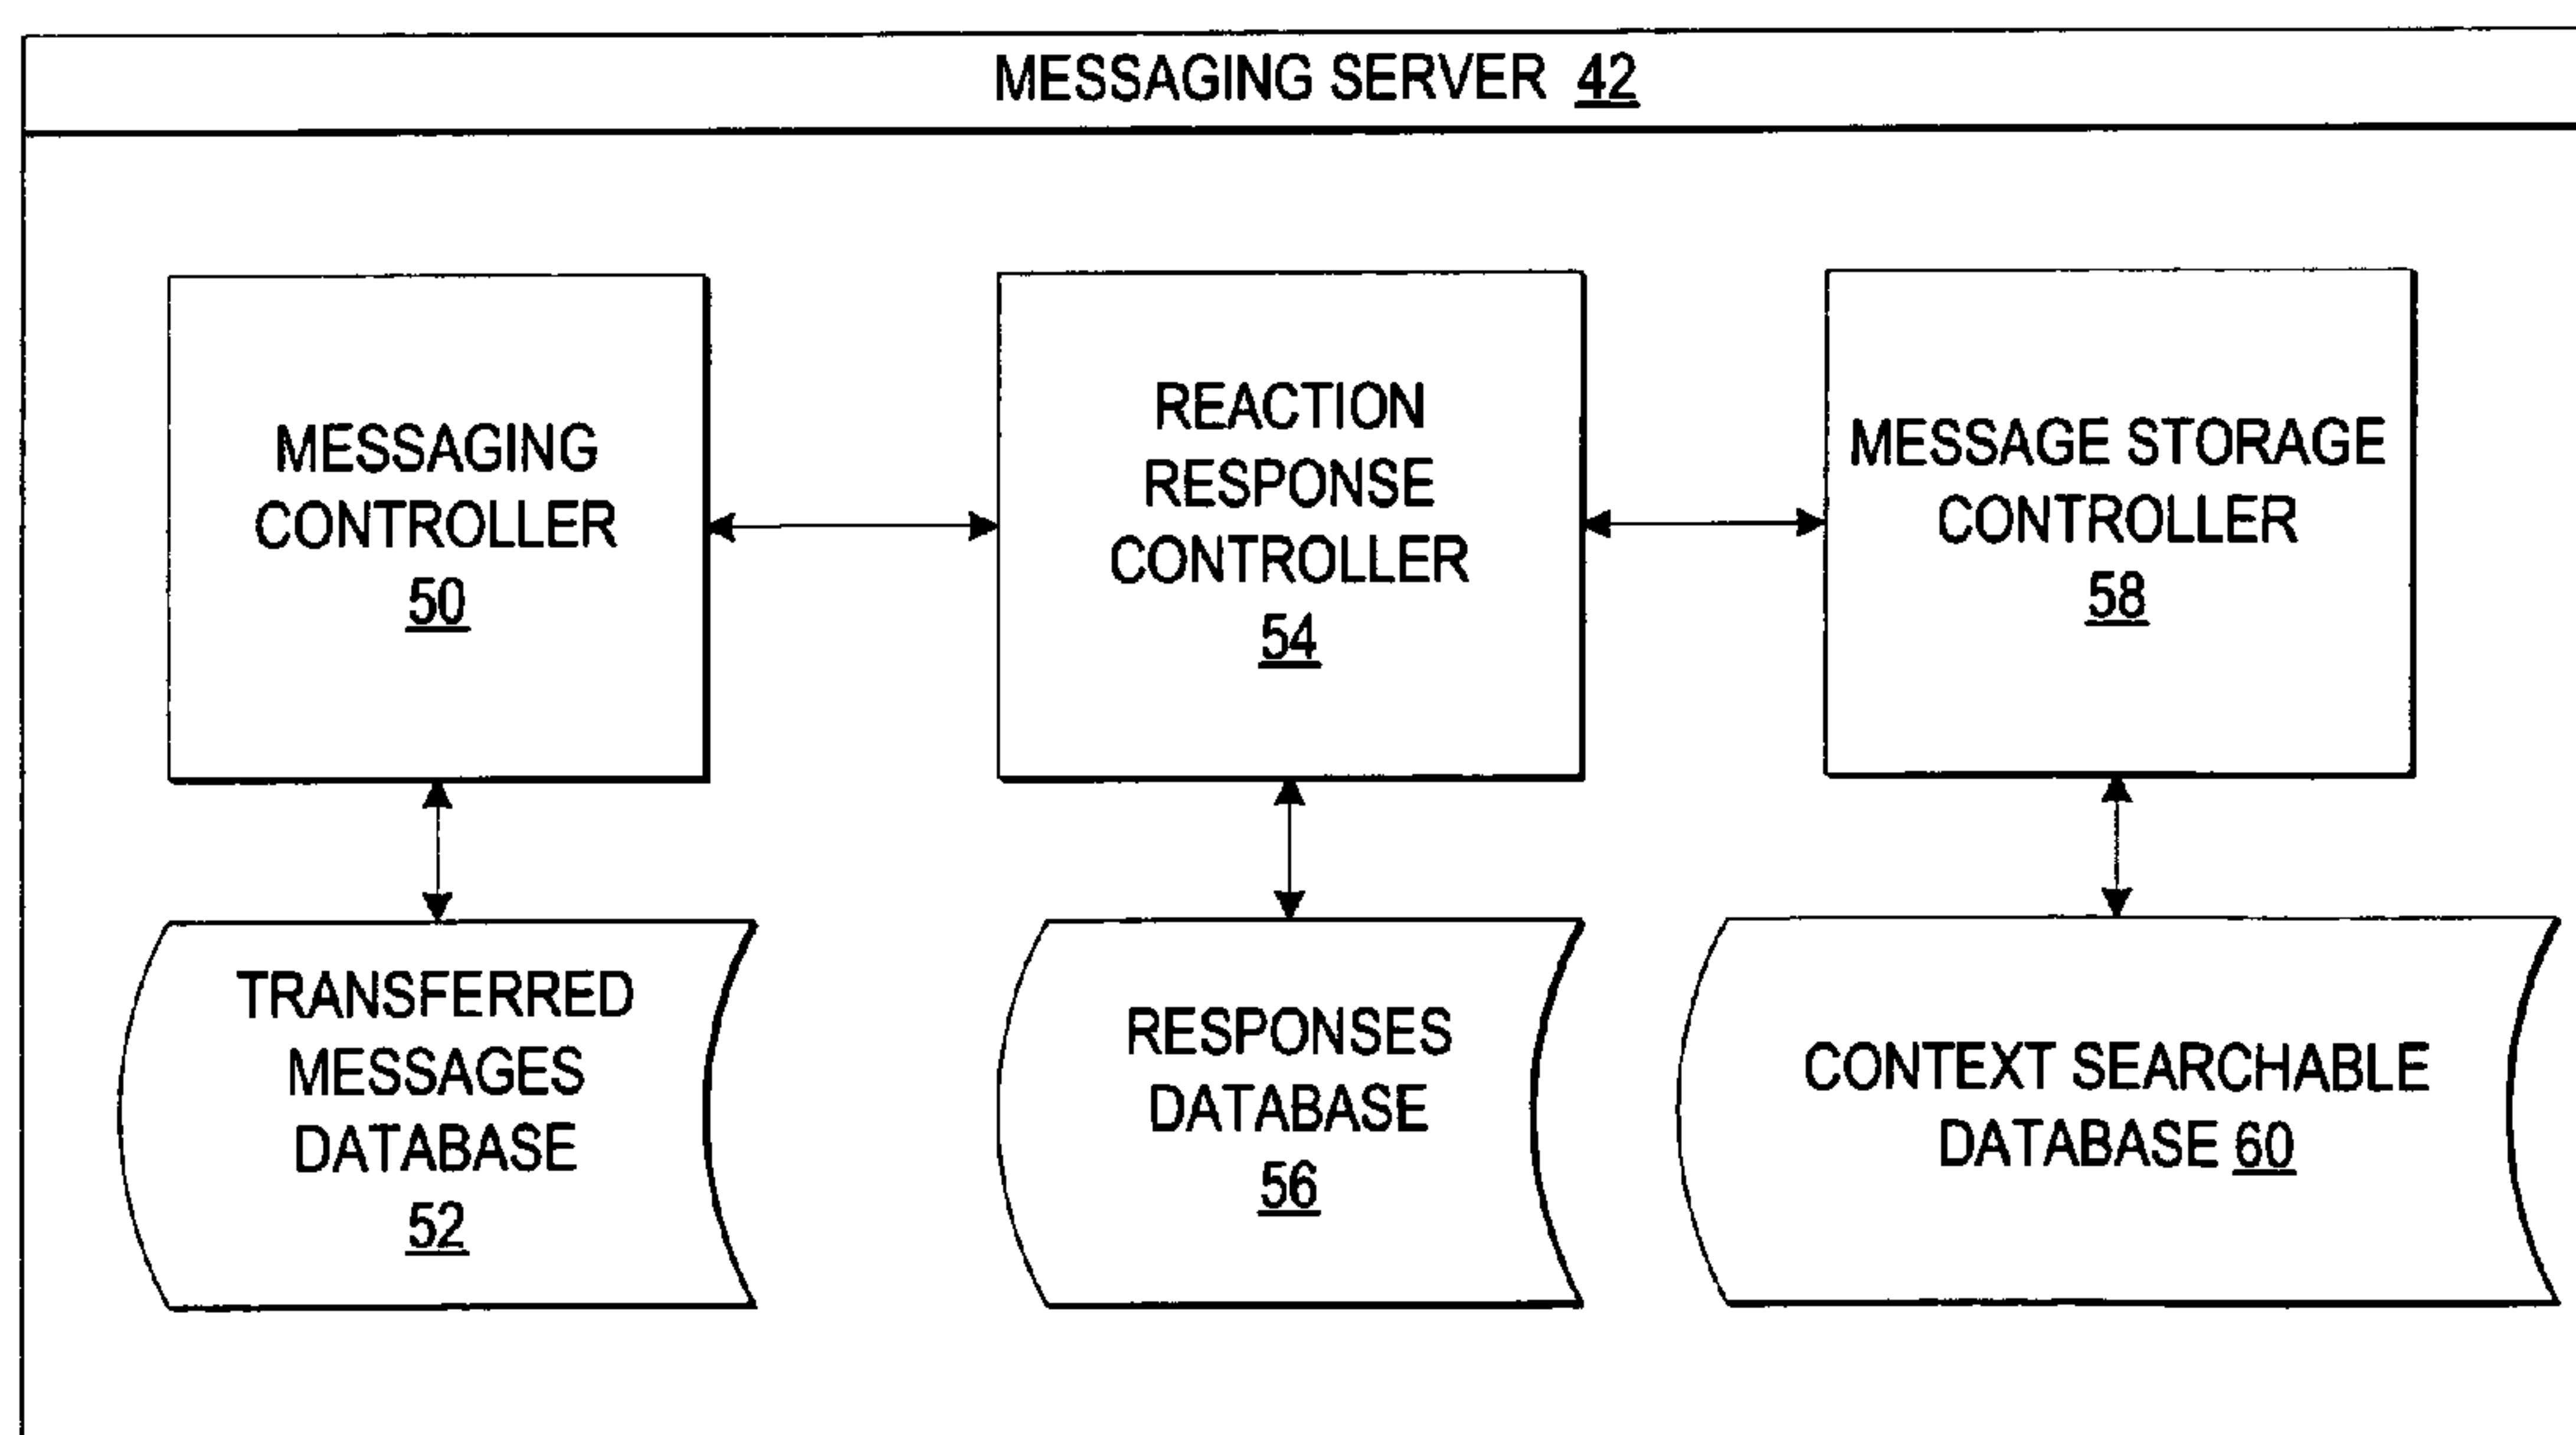 MESSAGING SERVER 42
MESSAGING
CONTROLLER
50
REACTION
RESPONSE
CONTROLLER
54
MESSAGE STORAGE
CONTROLLER
58
TRANSFERRED
MESSAGES
DATABASE
52
RESPONSES
DATABASE
56
CONTEXT SEARCHABLE
DATABASE 60